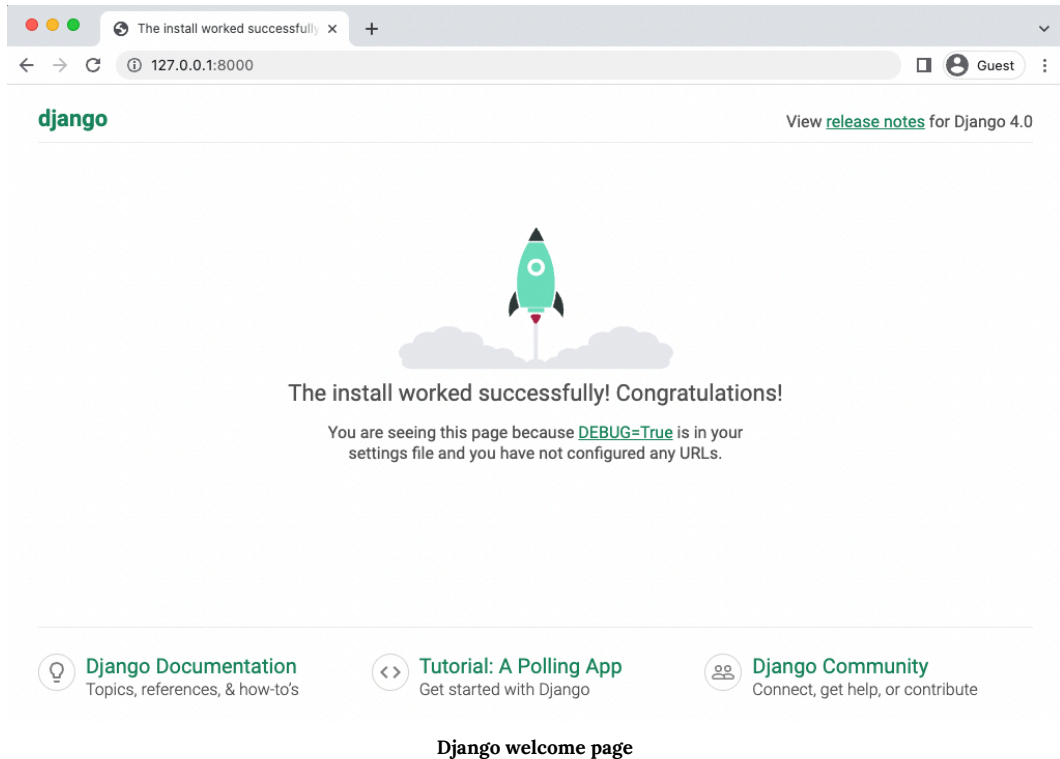 The install worked successfully
127.0.0.1:8000
Guest
django
View release notes for Django 4.0
The install worked successfully! Congratulations!
You are seeing this page because DEBUG=True is in your
settings file and you have not configured any URLs.
Django Documentation
Topics, references, & how-to's
Tutorial: A Polling App
Get started with Django
Django Community
Connect, get help, or contribute
Django welcome page